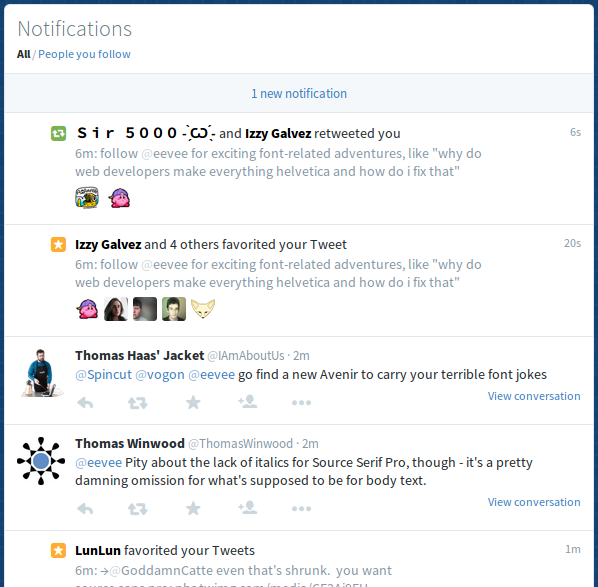 Notifications
All / People you follow
1 new notification
Ｓｉｒ ５０００ -҉Ѽ҉- and Izzy Galvez retweeted you
6s
6m: follow @eevee for exciting font-related adventures, like "why do
web developers make everything helvetica and how do i fix that"
Izzy Galvez and 4 others favorited your Tweet
20s
6m: follow @eevee for exciting font-related adventures, like "why do
web developers make everything helvetica and how do i fix that"
Thomas Haas' Jacket @IAmAboutUs · 2m
@Spincut @vogon @eevee go find a new Avenir to carry your terrible font jokes
View conversation
Thomas Winwood @ThomasWinwood · 2m
@eevee Pity about the lack of italics for Source Serif Pro, though - it's a pretty
damning omission for what's supposed to be for body text.
View conversation
LunLun favorited your Tweets
1m
6m: →@GoddamnCatte even that's shrunk. you want